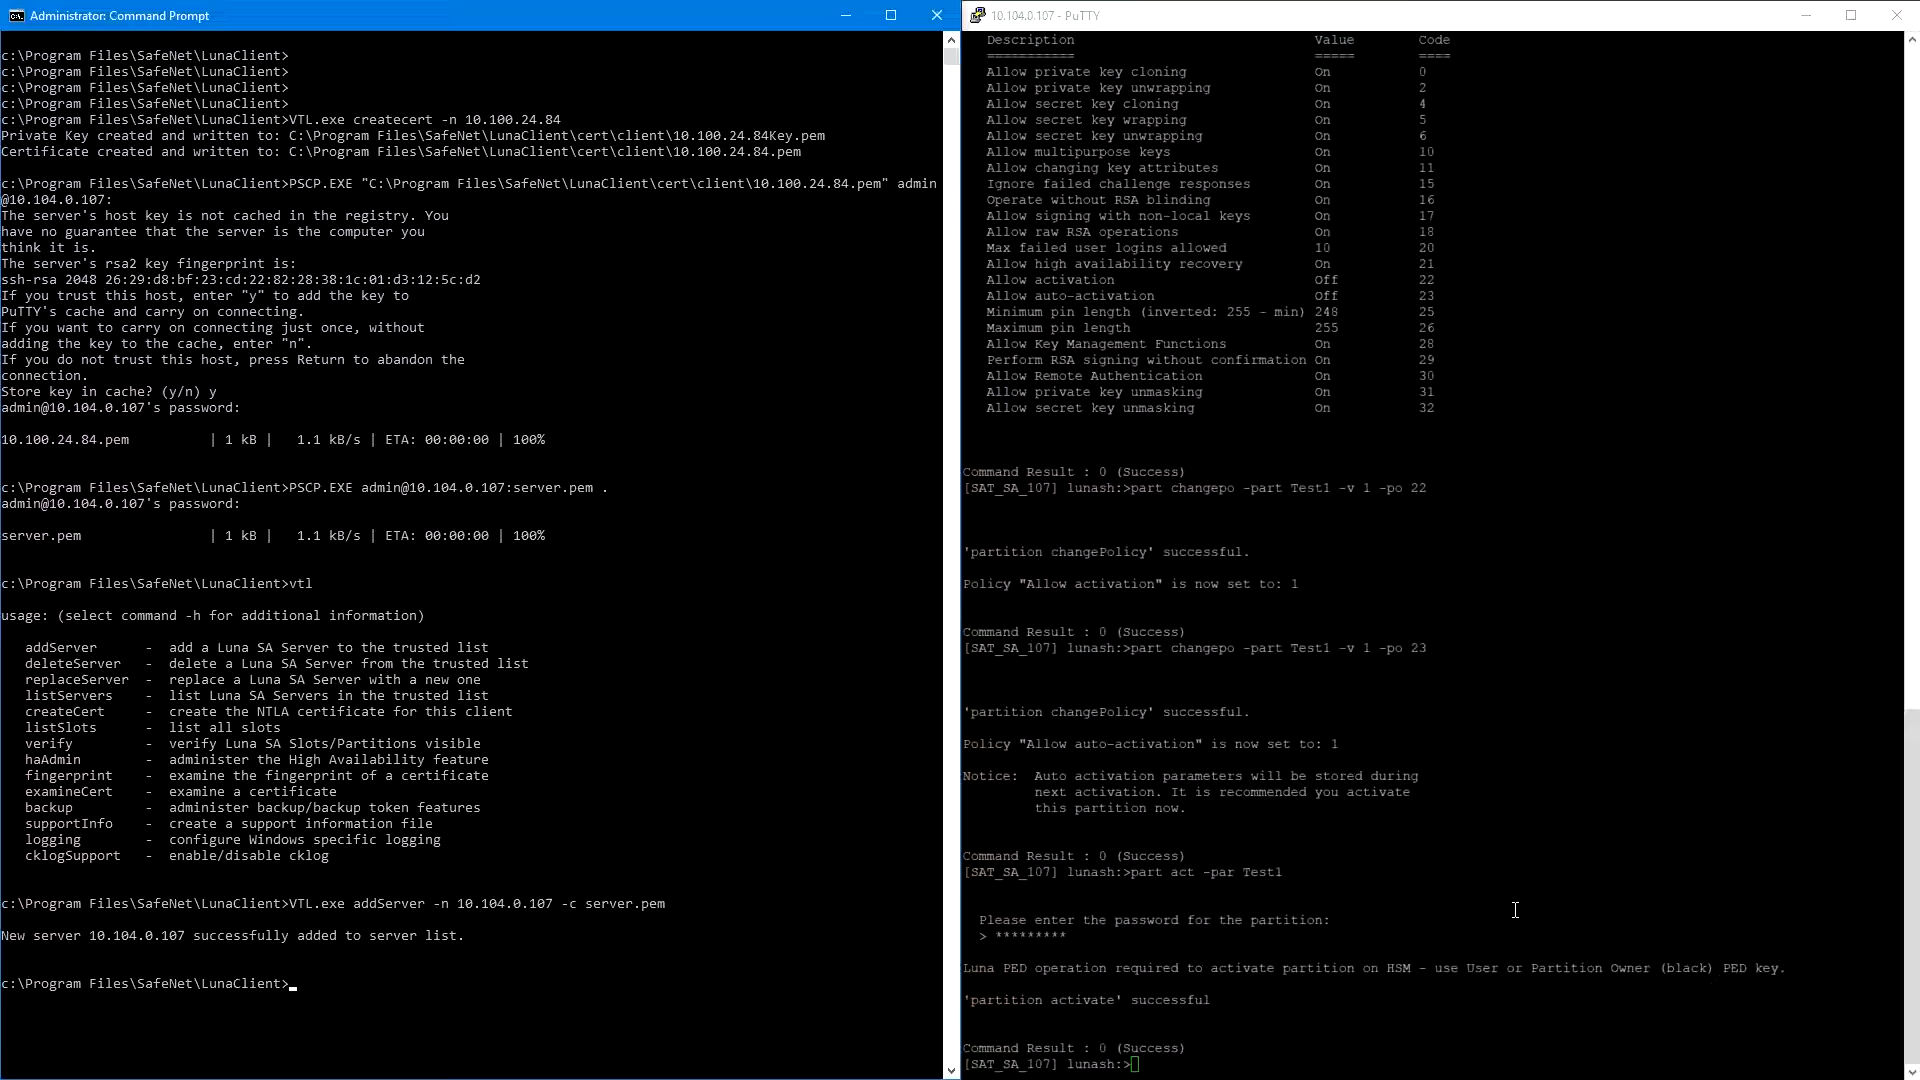 Administrator: Command Prompt
c:\Program Files\SafeNet\LunaClient>
c:\Program Files\SafeNet\LunaClient>
c:\Program Files\SafeNet\LunaClient>
c:\Program Files\SafeNet\LunaClient>
c:\Program Files\SafeNet\LunaClient>VTL.exe createcert -n 10.100.24.84
Private Key created and written to: C:\Program Files\SafeNet\LunaClient\cert\client\10.100.24.84Key.pem
Certificate created and written to: C:\Program Files\SafeNet\LunaClient\cert\client\10.100.24.84.pem
c:\Program Files\SafeNet\LunaClient>PSCP.EXE "C:\Program Files\SafeNet\LunaClient\cert\client\10.100.24.84.pem" admin
@10.104.0.107:
The server's host key is not cached in the registry. You
have no guarantee that the server is the computer you
think it is.
The server's rsa2 key fingerprint is:
ssh-rsa 2048 26:29:d8:bf:23:cd:22:82:28:38:1c:01:d3:12:5c:d2
If you trust this host, enter "y" to add the key to
PuTTY's cache and carry on connecting.
If you want to carry on connecting just once, without
adding the key to the cache, enter "n".
If you do not trust this host, press Return to abandon the
connection.
Store key in cache? (y/n) y
admin@10.104.0.107's password:
10.100.24.84.pem | 1 kB | 1.1 kB/s | ETA: 00:00:00 | 100%
c:\Program Files\SafeNet\LunaClient>PSCP.EXE admin@10.104.0.107:server.pem .
admin@10.104.0.107's password:
server.pem | 1 kB | 1.1 kB/s | ETA: 00:00:00 | 100%
c:\Program Files\SafeNet\LunaClient>vtl
usage: (select command -h for additional information)
addServer - add a Luna SA Server to the trusted list
deleteServer - delete a Luna SA Server from the trusted list
replaceServer - replace a Luna SA Server with a new one
listServers - list Luna SA Servers in the trusted list
createCert - create the NTLA certificate for this client
listSlots - list all slots
verify - verify Luna SA Slots/Partitions visible
haAdmin - administer the High Availability feature
fingerprint - examine the fingerprint of a certificate
examineCert - examine a certificate
backup - administer backup/backup token features
supportInfo - create a support information file
logging - configure Windows specific logging
cklogSupport - enable/disable cklog
c:\Program Files\SafeNet\LunaClient>VTL.exe addServer -n 10.104.0.107 -c server.pem
New server 10.104.0.107 successfully added to server list.
c:\Program Files\SafeNet\LunaClient>
10.104.0.107 - PuTTY
Description Value Code
=========== ===== ====
Allow private key cloning On 0
Allow private key unwrapping On 2
Allow secret key cloning On 4
Allow secret key wrapping On 5
Allow secret key unwrapping On 6
Allow multipurpose keys On 10
Allow changing key attributes On 11
Ignore failed challenge responses On 15
Operate without RSA blinding On 16
Allow signing with non-local keys On 17
Allow raw RSA operations On 18
Max failed user logins allowed 10 20
Allow high availability recovery On 21
Allow activation Off 22
Allow auto-activation Off 23
Minimum pin length (inverted: 255 - min) 248 25
Maximum pin length 255 26
Allow Key Management Functions On 28
Perform RSA signing without confirmation On 29
Allow Remote Authentication On 30
Allow private key unmasking On 31
Allow secret key unmasking On 32
Command Result : 0 (Success)
[SAT_SA_107] lunash:>part changepo -part Test1 -v 1 -po 22
'partition changePolicy' successful.
Policy "Allow activation" is now set to: 1
Command Result : 0 (Success)
[SAT_SA_107] lunash:>part changepo -part Test1 -v 1 -po 23
'partition changePolicy' successful.
Policy "Allow auto-activation" is now set to: 1
Notice: Auto activation parameters will be stored during
next activation. It is recommended you activate
this partition now.
Command Result : 0 (Success)
[SAT_SA_107] lunash:>part act -par Test1
Please enter the password for the partition:
> *********
Luna PED operation required to activate partition on HSM - use User or Partition Owner (black) PED key.
'partition activate' successful
Command Result : 0 (Success)
[SAT_SA_107] lunash:>